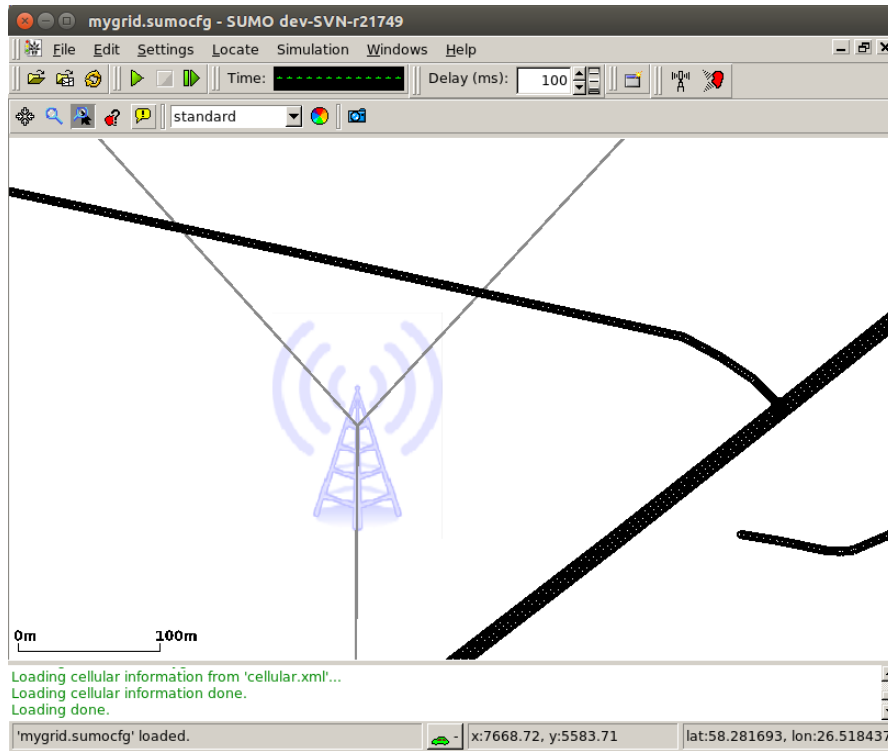 mygrid.sumocfg - SUMO dev-SVN-r21749
File Edit Settings Locate Simulation Windows Help
Time: Delay (ms): 100
standard
0m 100m
Loading cellular information from 'cellular.xml'...
Loading cellular information done.
Loading done.
'mygrid.sumocfg' loaded. x:7668.72, y:5583.71 lat:58.281693, lon:26.518437